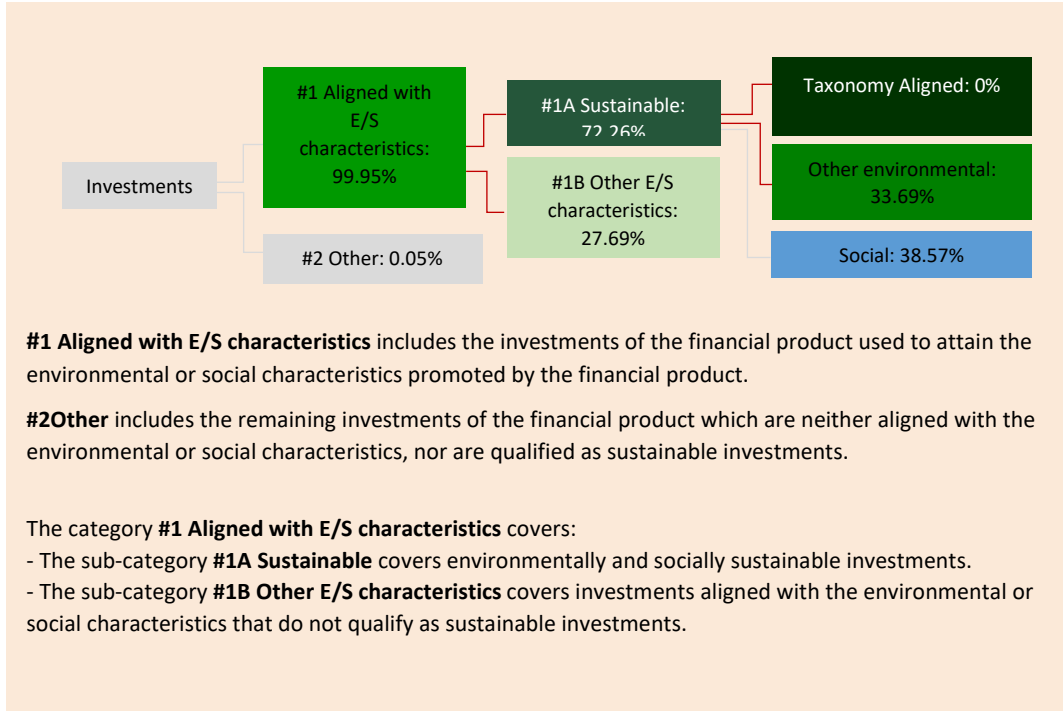 Investments
#1 Aligned with
E/S
characteristics:
99.95%
#2 Other: 0.05%
#1A Sustainable:
72.26%
#1B Other E/S
characteristics:
27.69%
Taxonomy Aligned: 0%
Other environmental:
33.69%
Social: 38.57%
#1 Aligned with E/S characteristics includes the investments of the financial product used to attain the
environmental or social characteristics promoted by the financial product.
#2Other includes the remaining investments of the financial product which are neither aligned with the
environmental or social characteristics, nor are qualified as sustainable investments.
The category #1 Aligned with E/S characteristics covers:
- The sub-category #1A Sustainable covers environmentally and socially sustainable investments.
- The sub-category #1B Other E/S characteristics covers investments aligned with the environmental or
social characteristics that do not qualify as sustainable investments.